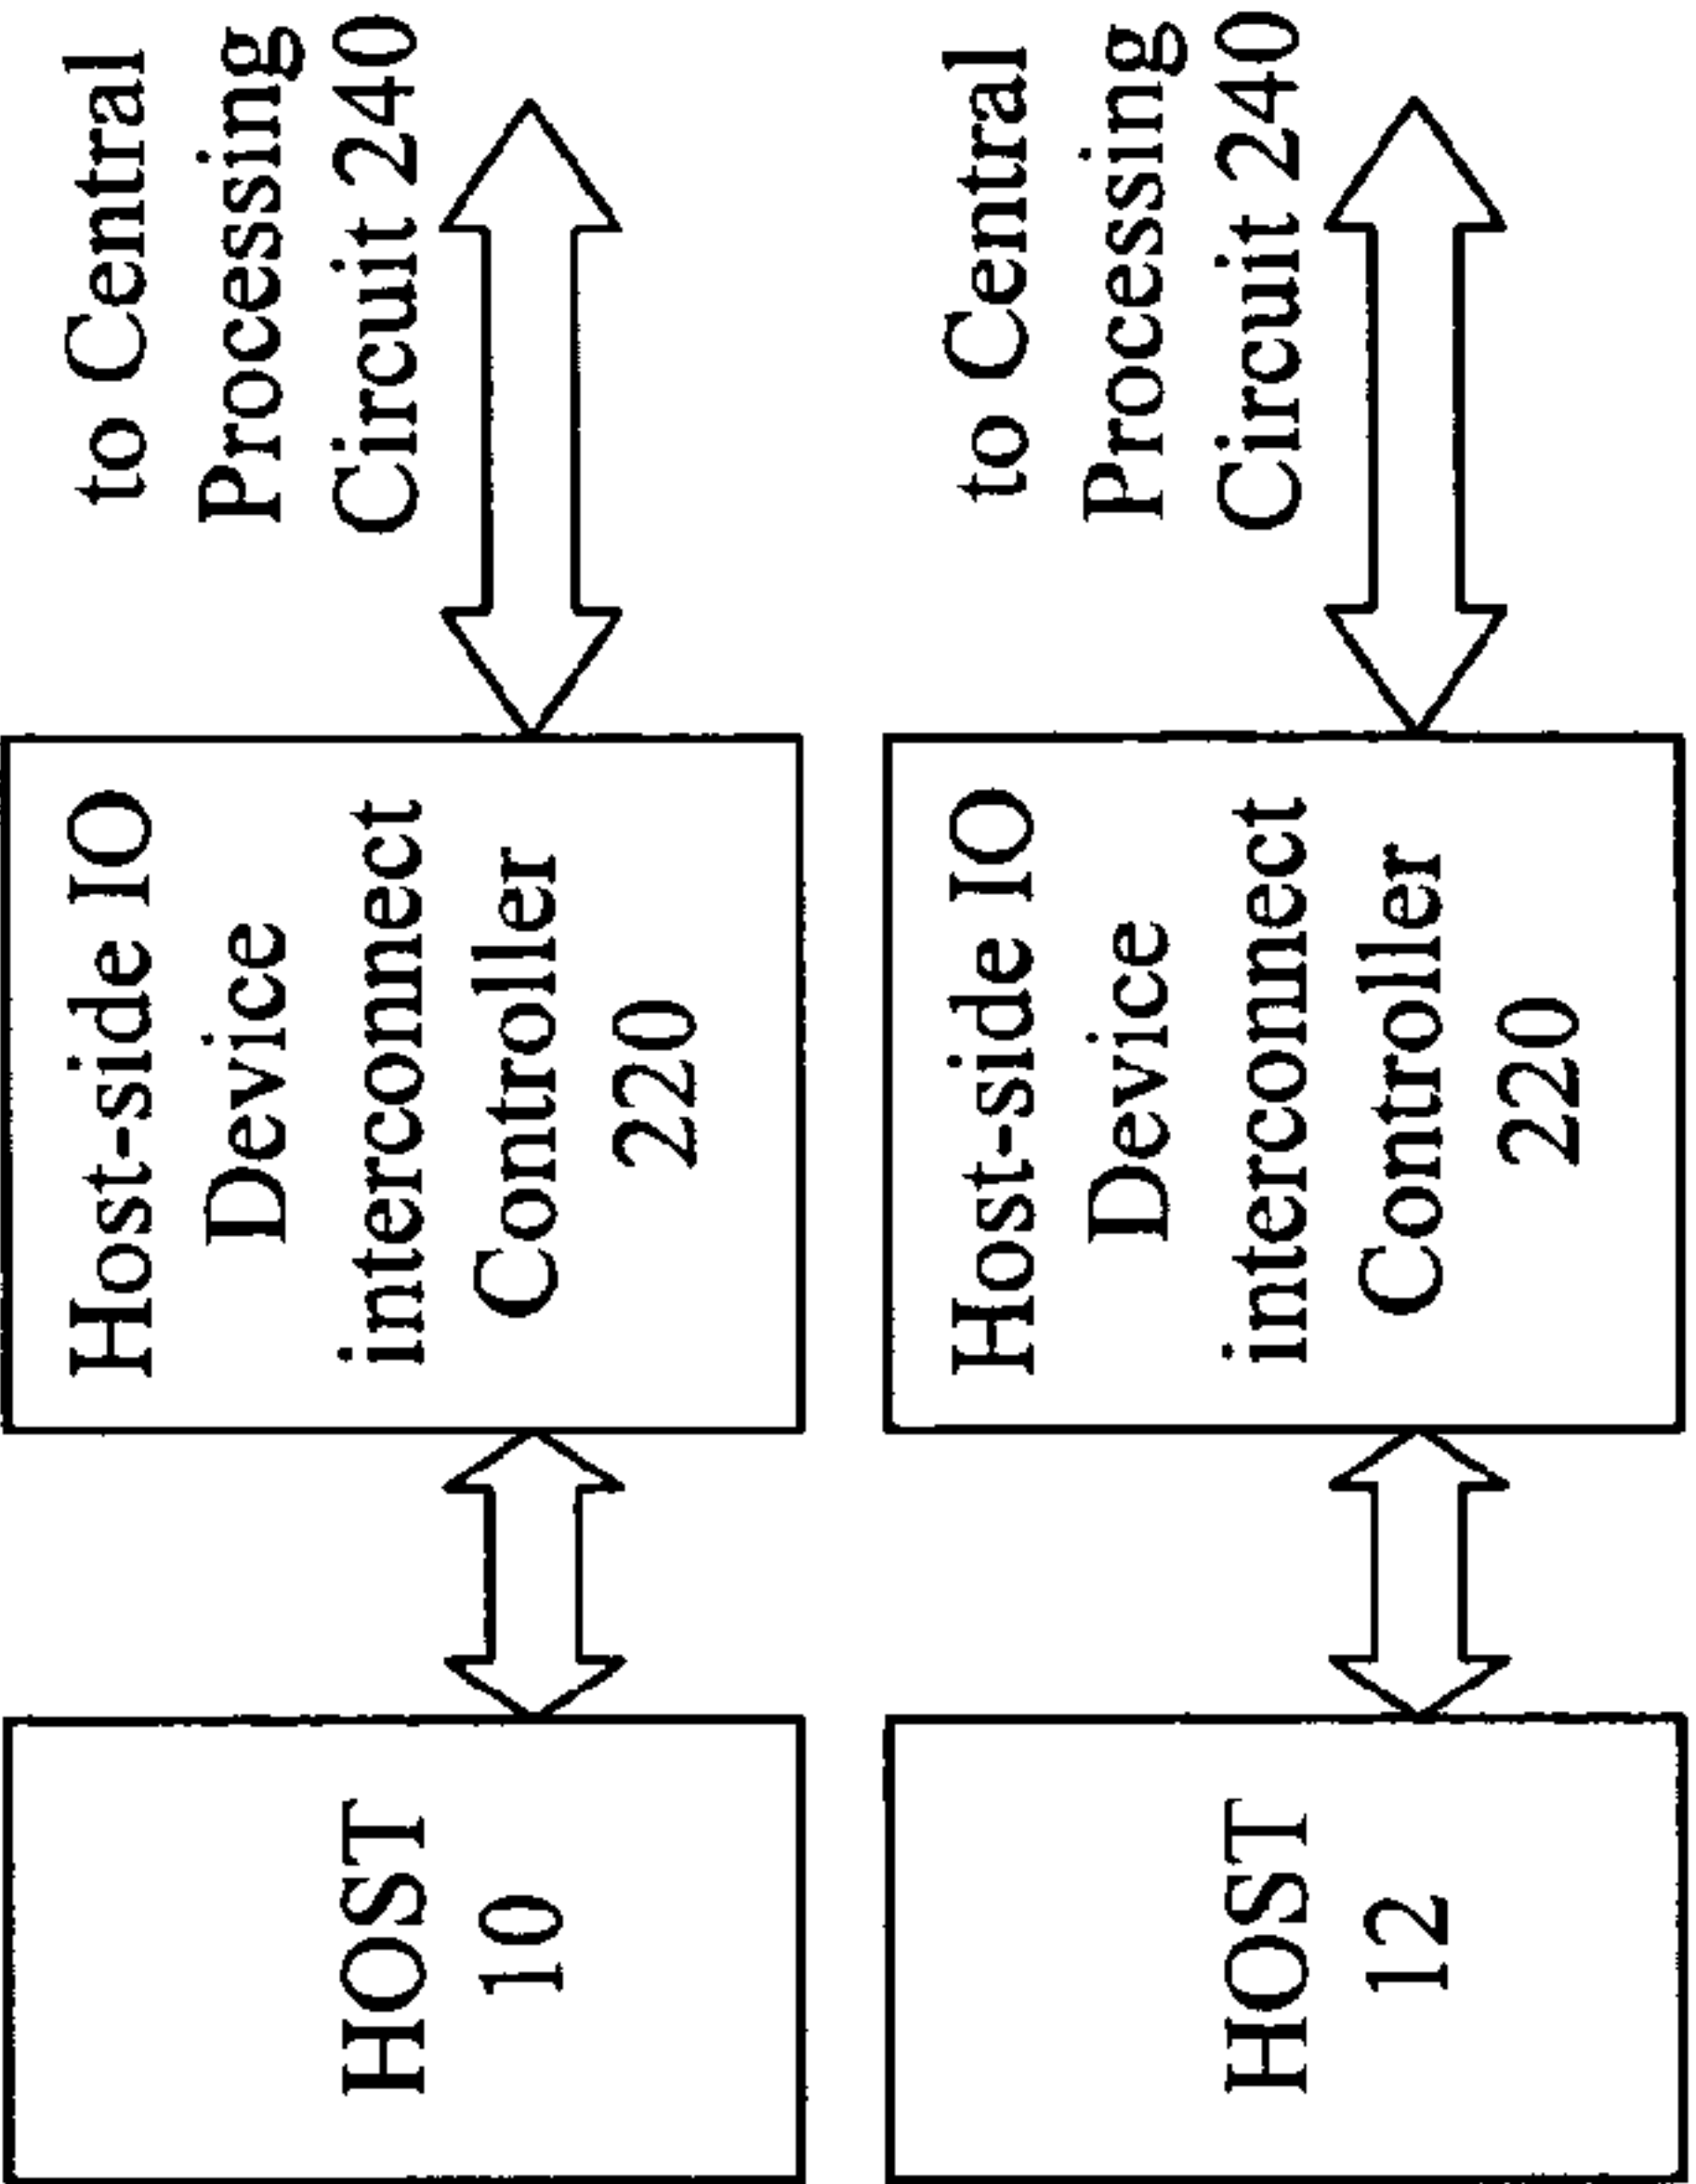 HOST
10
Host-side IO
Device
interconnect
Controller
220
to Central
Processing
Circuit 240
HOST
12
Host-side IO
Device
interconnect
Controller
220
to Central
Processing
Circuit 240